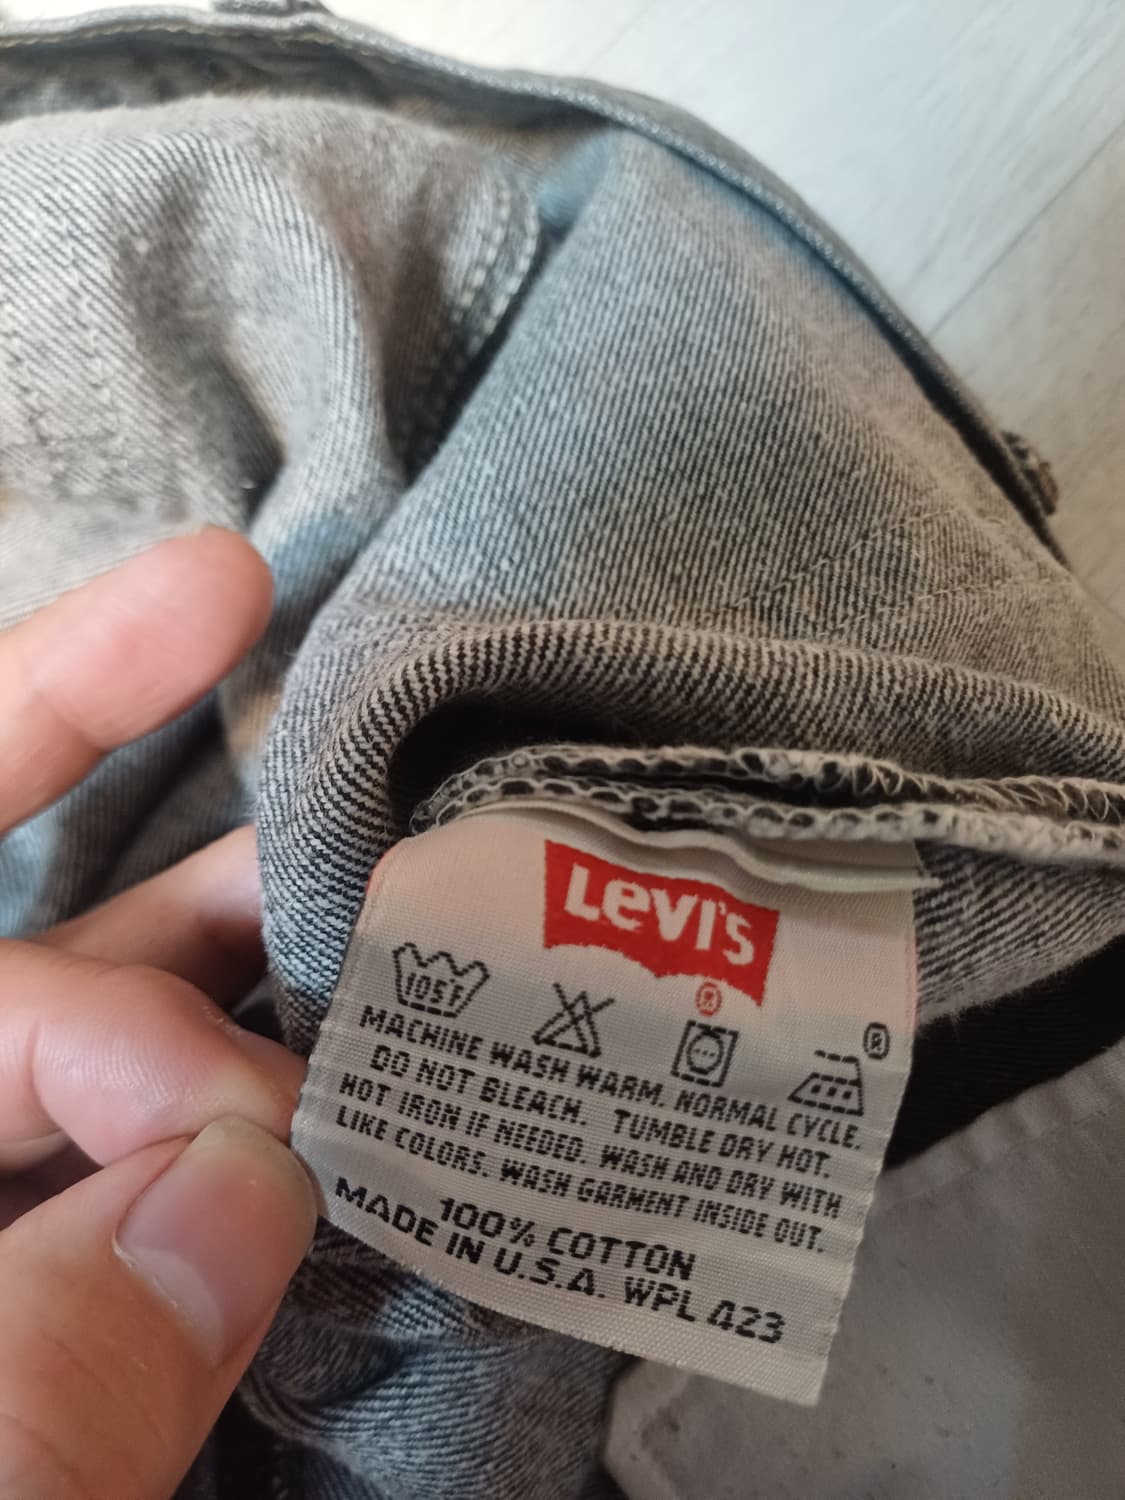 LEVI'S
®
105F
®
MACHINE WASH WARM, NORMAL CYCLE.
DO NOT BLEACH. TUMBLE DRY HOT.
HOT IRON IF NEEDED. WASH AND DRY WITH
LIKE COLORS. WASH GARMENT INSIDE OUT.
100% COTTON
MADE IN U.S.A. WPL 423